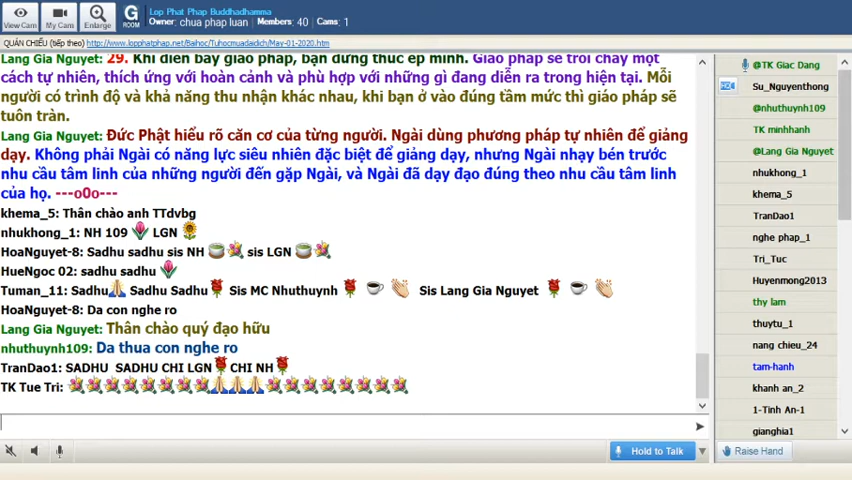 Lop Phat Phap Buddhadhamma
Owner: chua phap luan Members: 40 Cams: 1
View Cam My Cam Enlarge G ROOM
QUÁN CHIẾU (tiếp theo) http://www.lopphatphap.net/Baihoc/Tuhocmuadaidich/May-01-2020.htm
Lang Gia Nguyet: 29. Khi diễn bày giáo pháp, bạn đừng thúc ép mình. Giáo pháp sẽ trôi chảy một
cách tự nhiên, thích ứng với hoàn cảnh và phù hợp với những gì đang diễn ra trong hiện tại. Mỗi
người có trình độ và khả năng thu nhận khác nhau, khi bạn ở vào đúng tầm mức thì giáo pháp sẽ
tuôn tràn.
Lang Gia Nguyet: Đức Phật hiểu rõ căn cơ của từng người. Ngài dùng phương pháp tự nhiên để giảng
dạy. Không phải Ngài có năng lực siêu nhiên đặc biệt để giảng dạy, nhưng Ngài nhạy bén trước
nhu cầu tâm linh của những người đến gặp Ngài, và Ngài đã dạy đạo đúng theo nhu cầu tâm linh
của họ. ---o0o---
khema_5: Thân chào anh TTdvbg
nhukhong_1: NH 109 LGN
HoaNguyet-8: Sadhu sadhu sis NH sis LGN
HueNgoc 02: sadhu sadhu
Tuman_11: Sadhu Sadhu Sadhu Sis MC Nhuthuynh Sis Lang Gia Nguyet
HoaNguyet-8: Da con nghe ro
Lang Gia Nguyet: Thân chào quý đạo hữu
nhuthuynh109: Da thua con nghe ro
TranDao1: SADHU SADHU CHI LGN CHI NH
TK Tue Tri:
Hold to Talk
@TK Giac Dang
Su_Nguyenthong
@nhuthuynh109
TK minhhanh
@Lang Gia Nguyet
nhukhong_1
khema_5
TranDao1
nghe phap_1
Tri_Tuc
Huyenmong2013
thy lam
thuytu_1
nang chieu_24
tam-hanh
khanh an_2
1-Tinh An-1
gianghia1
Raise Hand